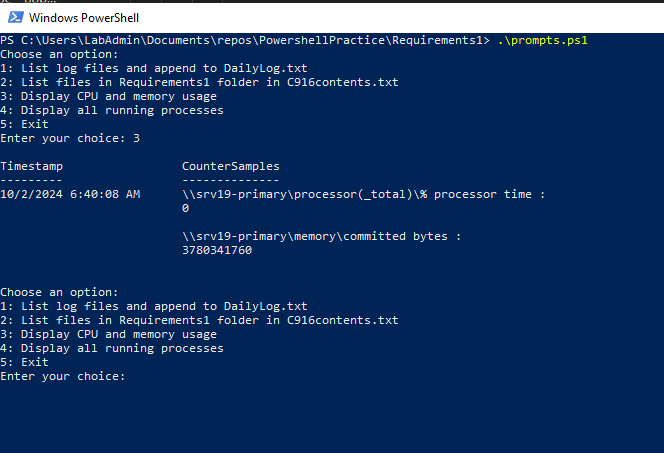 Windows PowerShell
PS C:\Users\LabAdmin\Documents\repos\PowershellPractice\Requirements1> .\prompts.ps1
Choose an option:
1: List log files and append to DailyLog.txt
2: List files in Requirements1 folder in C916contents.txt
3: Display CPU and memory usage
4: Display all running processes
5: Exit
Enter your choice: 3
Timestamp                 CounterSamples
---------                 --------------
10/2/2024 6:40:08 AM      \\srv19-primary\processor(_total)\% processor time :
                          0
                          \\srv19-primary\memory\committed bytes :
                          3780341760
Choose an option:
1: List log files and append to DailyLog.txt
2: List files in Requirements1 folder in C916contents.txt
3: Display CPU and memory usage
4: Display all running processes
5: Exit
Enter your choice: